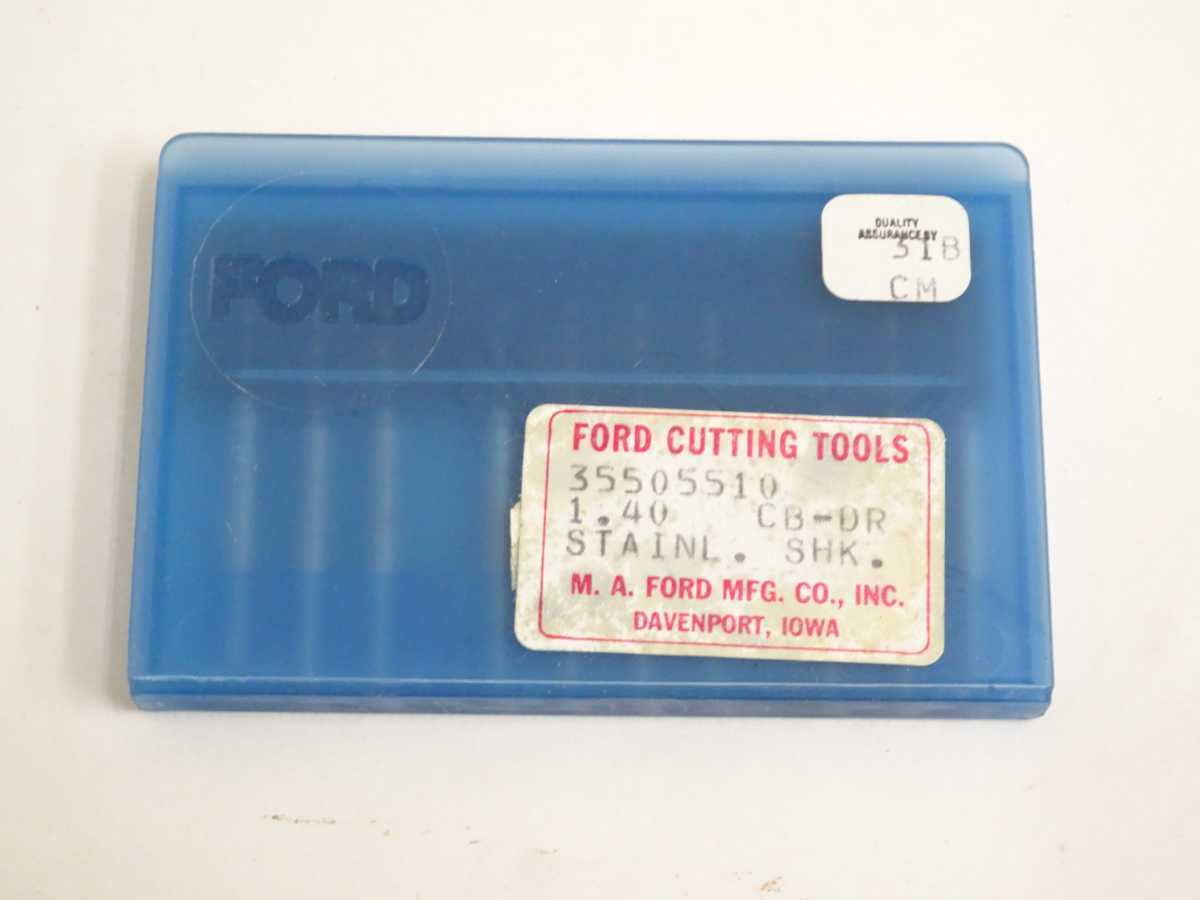 FORD
QUALITY
ASSURANCE BY
31B
CM
FORD CUTTING TOOLS
35505510
1.40 CB-DR
STAINL. SHK.
M. A. FORD MFG. CO., INC.
DAVENPORT, IOWA